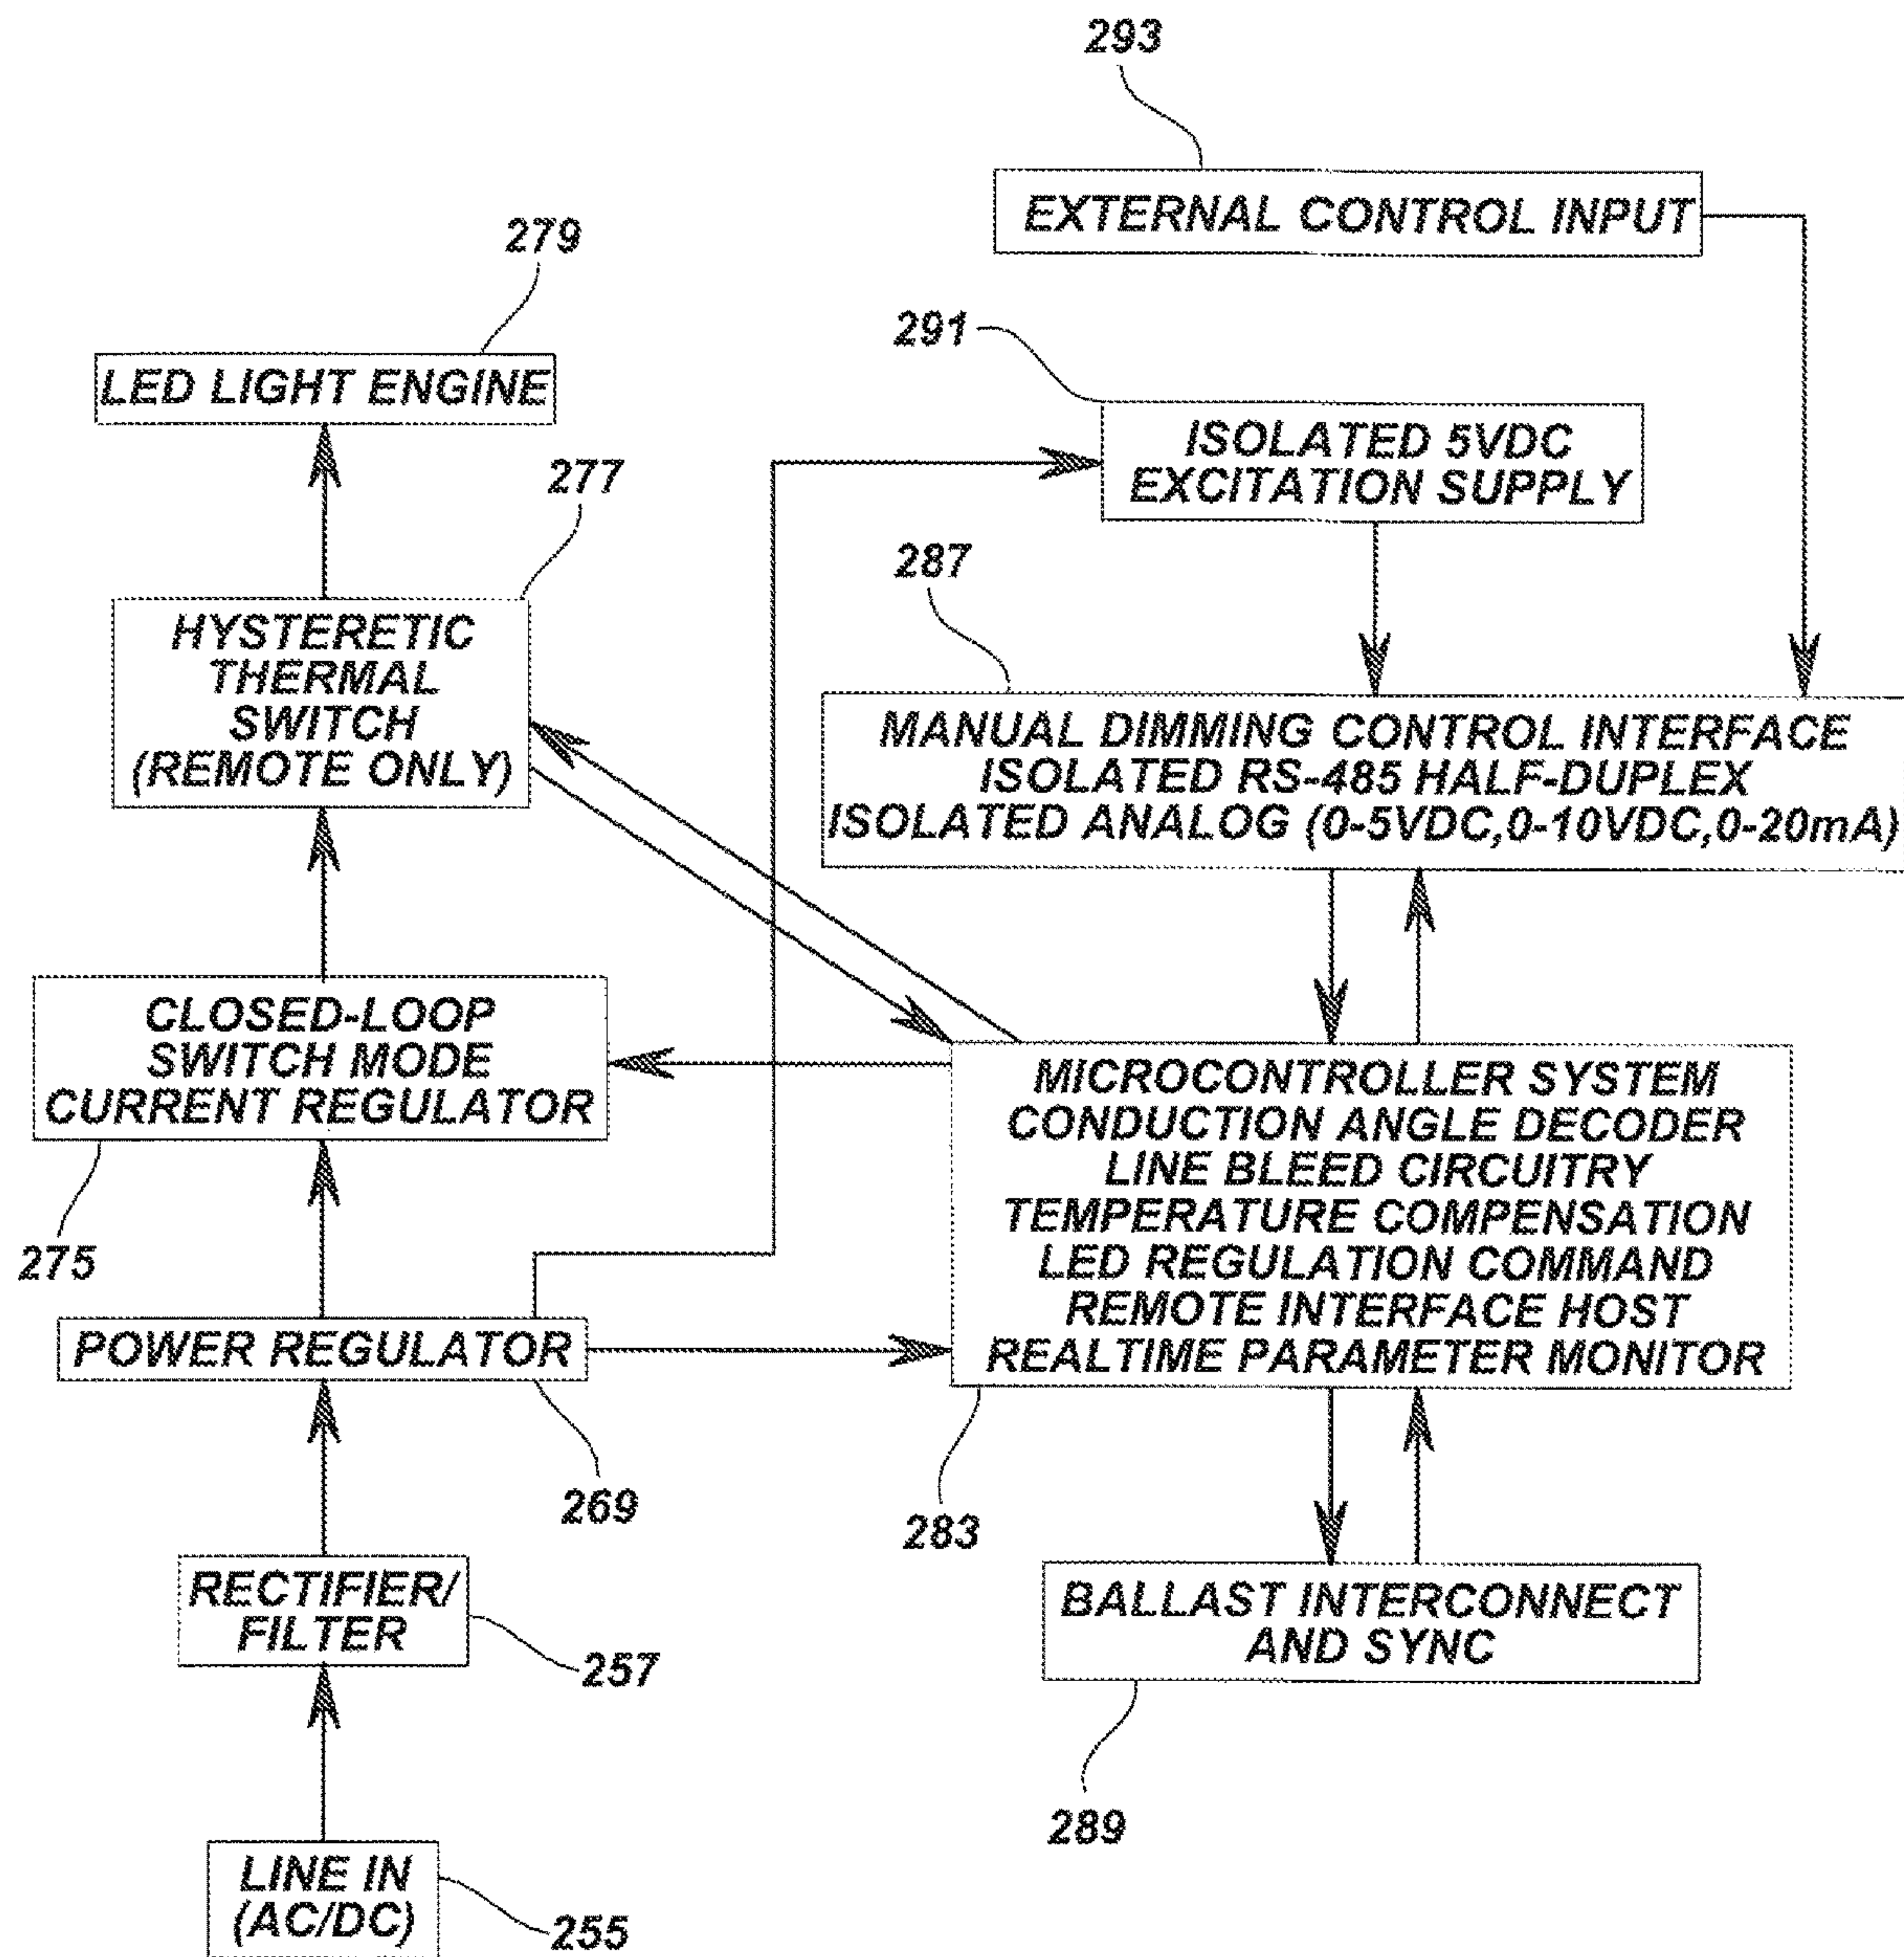 293
EXTERNAL CONTROL INPUT
279
LED LIGHT ENGINE
291
ISOLATED 5VDC
EXCITATION SUPPLY
277
HYSTERETIC
THERMAL
SWITCH
(REMOTE ONLY)
287
MANUAL DIMMING CONTROL INTERFACE
ISOLATED RS-485 HALF-DUPLEX
ISOLATED ANALOG (0-5VDC,0-10VDC,0-20mA)
CLOSED-LOOP
SWITCH MODE
CURRENT REGULATOR
275
MICROCONTROLLER SYSTEM
CONDUCTION ANGLE DECODER
LINE BLEED CIRCUITRY
TEMPERATURE COMPENSATION
LED REGULATION COMMAND
REMOTE INTERFACE HOST
REALTIME PARAMETER MONITOR
283
POWER REGULATOR
269
RECTIFIER/
FILTER
257
BALLAST INTERCONNECT
AND SYNC
289
LINE IN
(AC/DC)
255